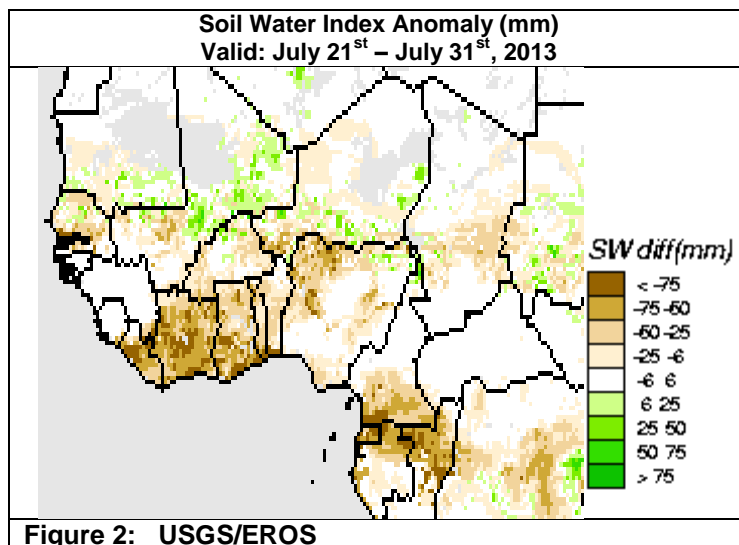 Soil Water Index Anomaly (mm)
Valid: July 21st – July 31st, 2013
SW diff(mm)
< -75
-75 -50
-50 -25
-25 -6
-6 6
6 25
25 50
50 75
> 75
Figure 2: USGS/EROS